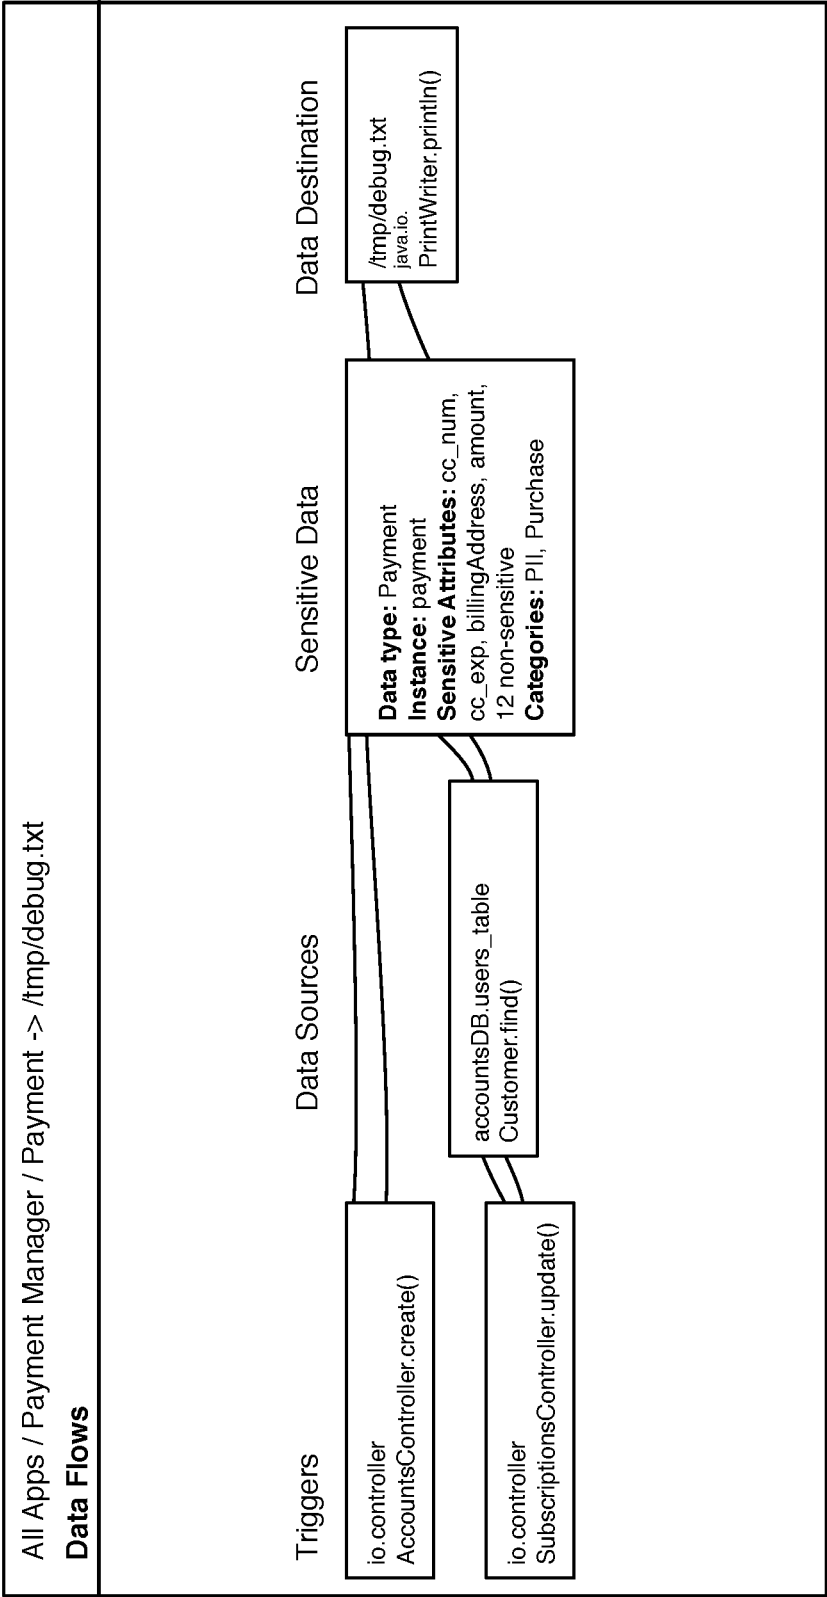 All Apps / Payment Manager / Payment -> /tmp/debug.txt
Data Flows
Triggers
Data Sources
Sensitive Data
Data Destination
io.controller
AccountsController.create()
io.controller
SubscriptionsController.update()
accountsDB.users_table
Customer.find()
Data type: Payment
Instance: payment
Sensitive Attributes: cc_num,
cc_exp, billingAddress, amount,
12 non-sensitive
Categories: PII, Purchase
/tmp/debug.txt
java.io.
PrintWriter.println()